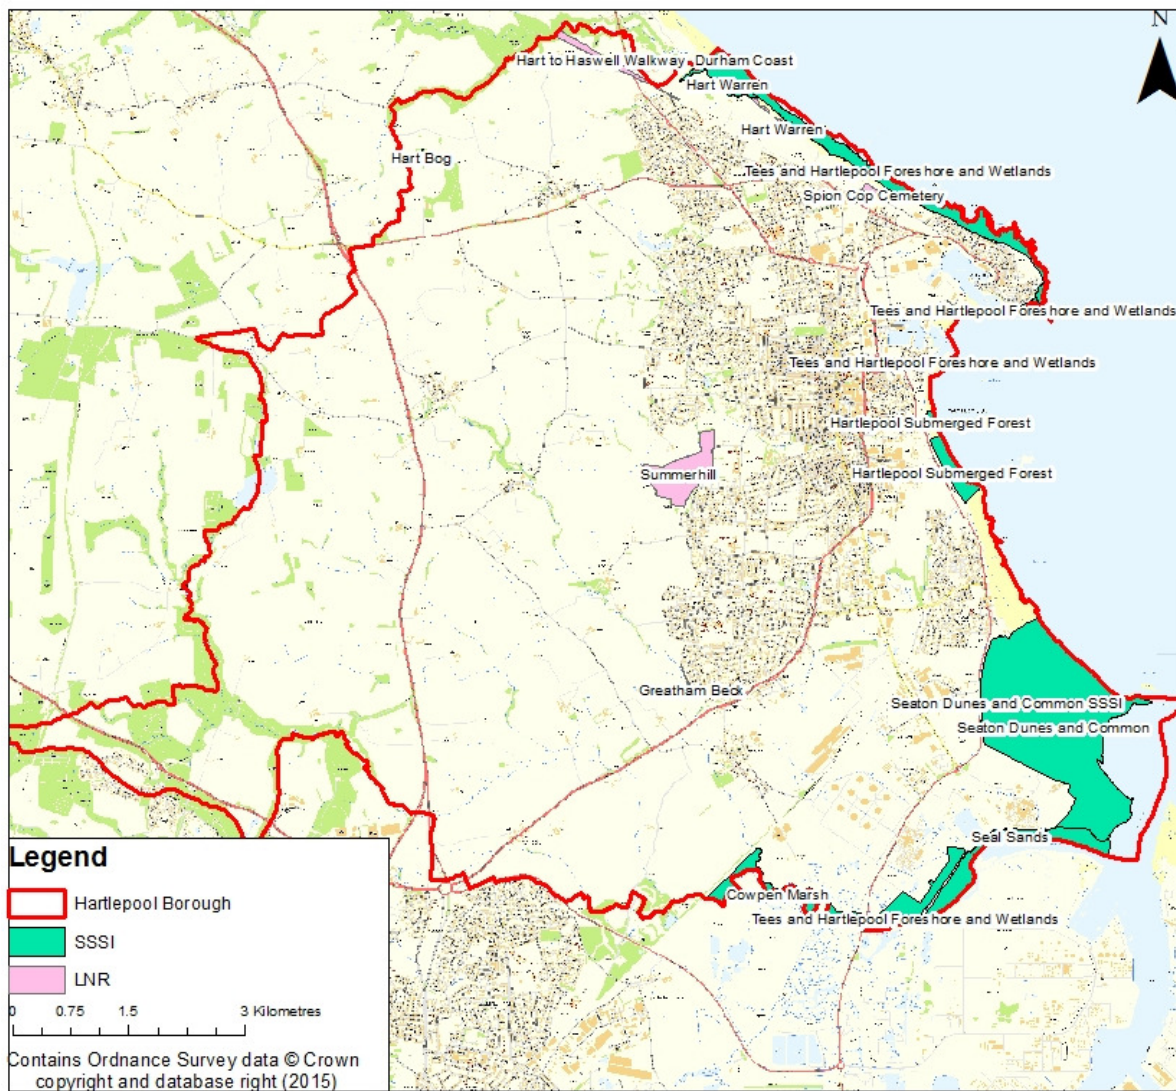 N
Hart to Haswell Walkway
Durham Coast
Hart Warren
Hart Warren
Hart Bog
Tees and Hartlepool Foreshore and Wetlands
Spion Cop Cemetery
Tees and Hartlepool Foreshore and Wetlands
Tees and Hartlepool Foreshore and Wetlands
Hartlepool Submerged Forest
Summerhill
Hartlepool Submerged Forest
Greatham Beck
Seaton Dunes and Common SSSI
Seaton Dunes and Common
Seal Sands
Cowpen Marsh
Tees and Hartlepool Foreshore and Wetlands
Legend
Hartlepool Borough
SSSI
LNR
0 0.75 1.5 3 Kilometres
Contains Ordnance Survey data © Crown
copyright and database right (2015)